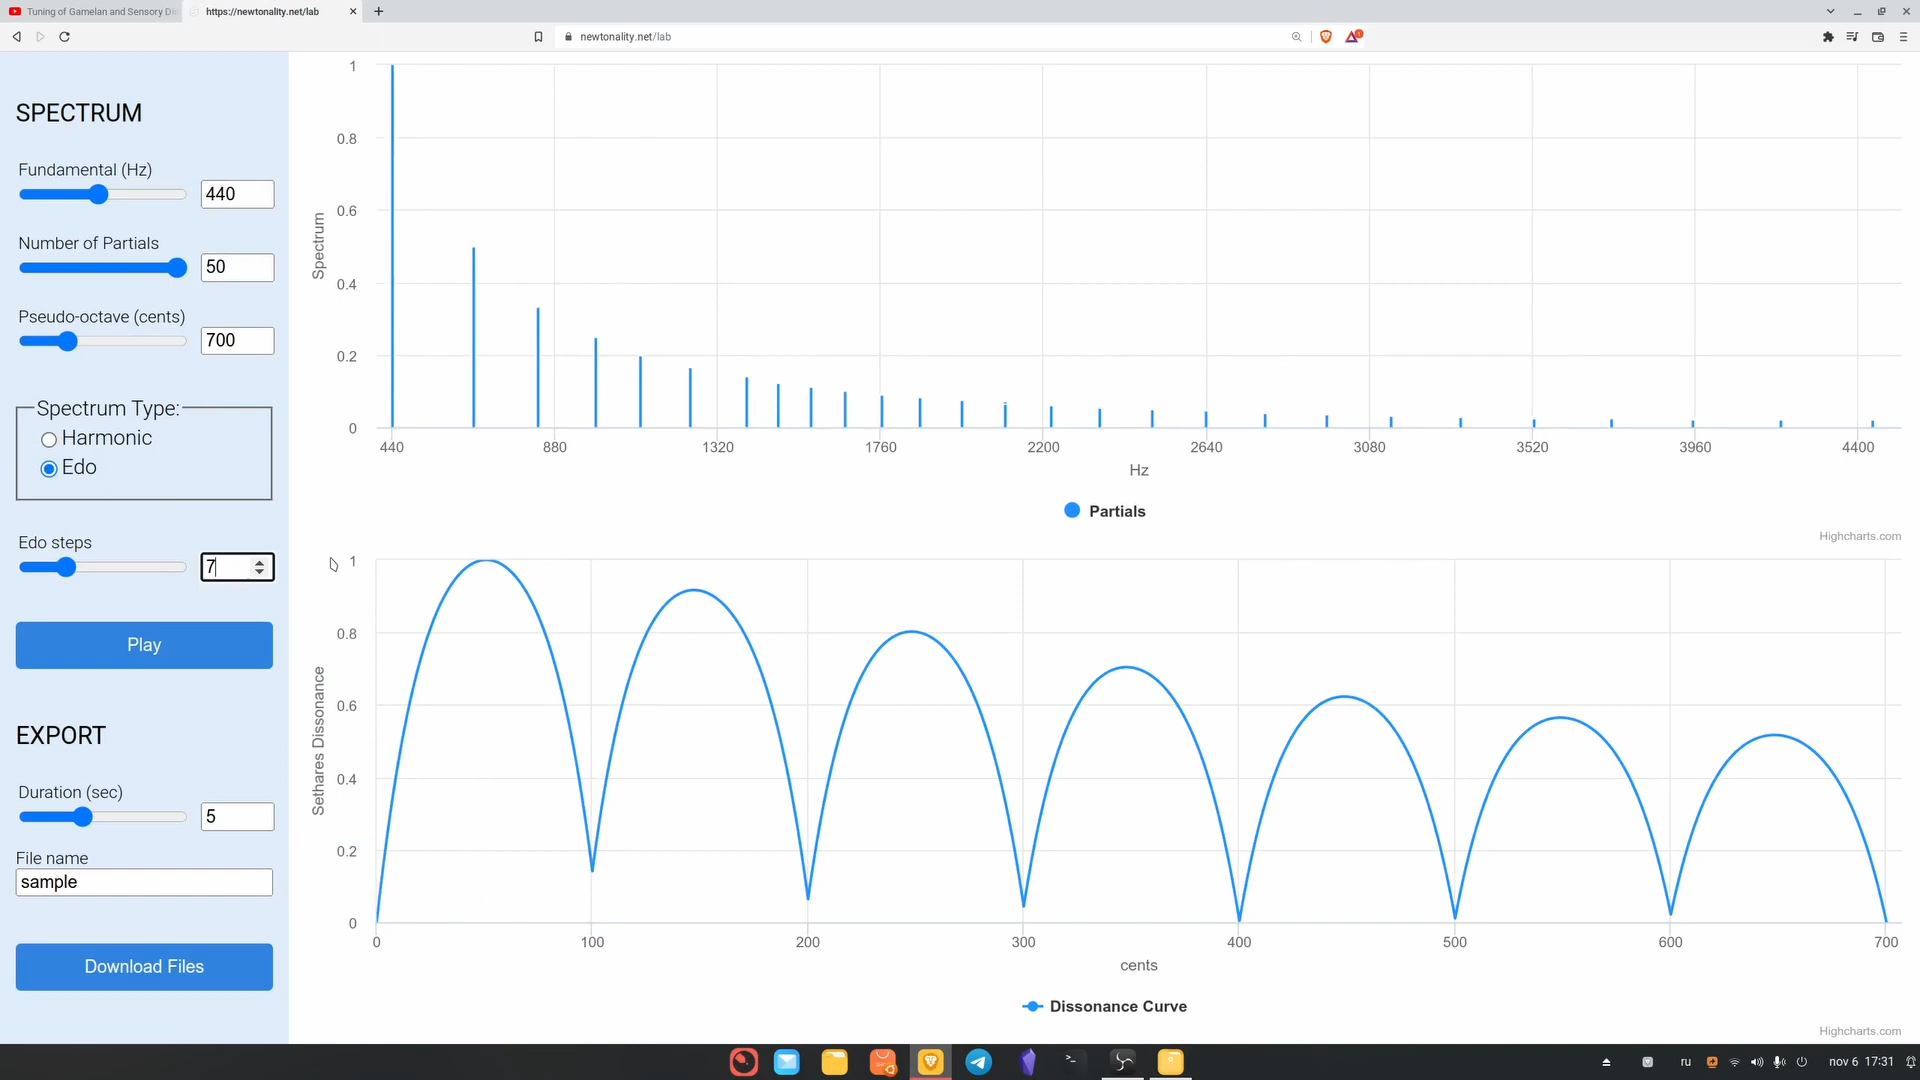 Tuning of Gamelan and Sensory Di
https://newtonality.net/lab
newtonality.net/lab
SPECTRUM
Fundamental (Hz)
440
Number of Partials
50
Pseudo-octave (cents)
700
Spectrum Type:
Harmonic
Edo
Edo steps
7
Play
EXPORT
Duration (sec)
5
File name
sample
Download Files
Spectrum
1
0.8
0.6
0.4
0.2
0
440 880 1320 1760 2200 2640 3080 3520 3960 4400
Hz
Partials
Highcharts.com
Sethares Dissonance
1
0.8
0.6
0.4
0.2
0
0 100 200 300 400 500 600 700
cents
Dissonance Curve
Highcharts.com
ru nov 6 17:31